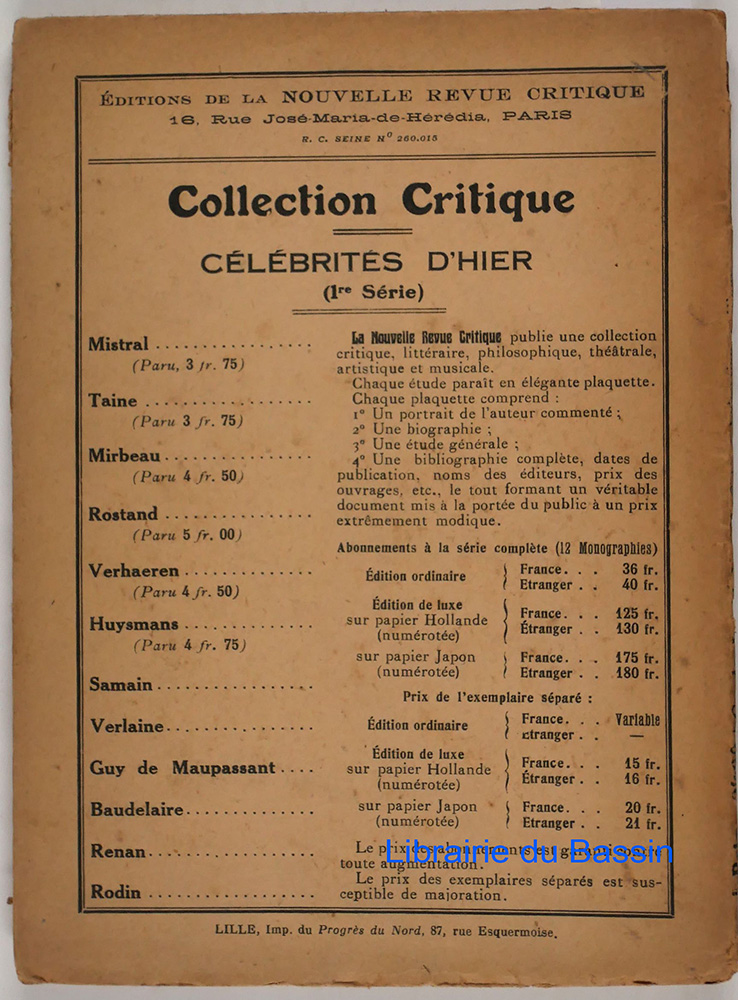 ÉDITIONS DE LA NOUVELLE REVUE CRITIQUE
16, Rue José-Maria-de-Hérédia, PARIS
R. C. SEINE Nº 260.015
Collection Critique
CÉLÉBRITÉS D'HIER
(1re Série)
Mistral
(Paru, 3 fr. 75)
Taine
(Paru 3 fr. 75)
Mirbeau
(Paru 4 fr. 50)
Rostand
(Paru 5 fr. 00)
Verhaeren
(Paru 4 fr. 50)
Huysmans
(Paru 4 fr. 75)
Samain
Verlaine
Guy de Maupassant
Baudelaire
Renan
Rodin
La Nouvelle Revue Critique publie une collection
critique, littéraire, philosophique, théâtrale,
artistique et musicale.
Chaque étude paraît en élégante plaquette.
Chaque plaquette comprend :
1º Un portrait de l'auteur commenté ;
2º Une biographie ;
3º Une étude générale ;
4º Une bibliographie complète, dates de
publication, noms des éditeurs, prix des
ouvrages, etc., le tout formant un véritable
document mis à la portée du public à un prix
extrêmement modique.
Abonnements à la série complète (12 Monographies)
Édition ordinaire
France. . . 36 fr.
Etranger . . 40 fr.
Édition de luxe
sur papier Hollande
(numérotée)
France. . . 125 fr.
Étranger . . 130 fr.
sur papier Japon
(numérotée)
France. . . 175 fr.
Etranger . . 180 fr.
Prix de l'exemplaire séparé :
Édition ordinaire
France. . . Variable
Etranger . . —
Édition de luxe
sur papier Hollande
(numérotée)
France. . . 15 fr.
Étranger . . 16 fr.
sur papier Japon
(numérotée)
France. . . 20 fr.
Etranger . . 21 fr.
Le prix des abonnements est garanti contre
toute augmentation.
Le prix des exemplaires séparés est sus-
ceptible de majoration.
Librairie du Bassin
LILLE, Imp. du Progrès du Nord, 87, rue Esquermoise.